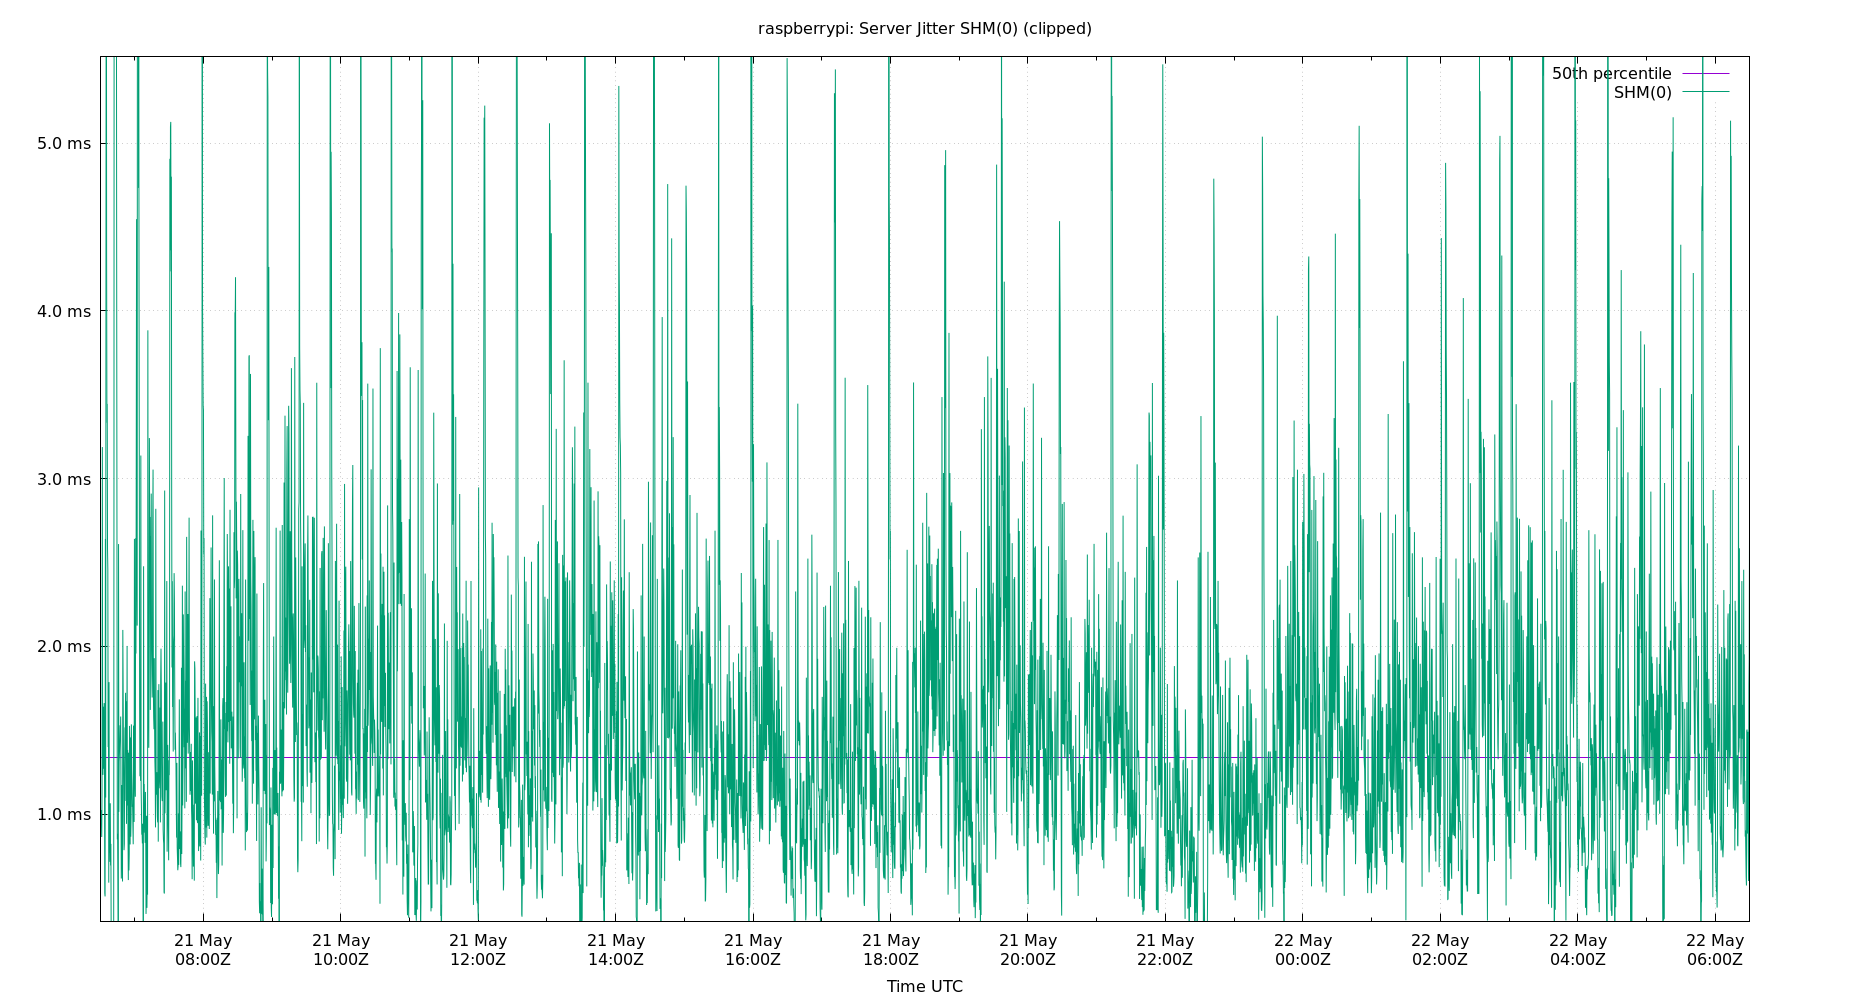 raspberrypi: Server Jitter SHM(0) (clipped)
50th percentile
SHM(0)
5.0 ms
4.0 ms
3.0 ms
2.0 ms
1.0 ms
21 May 21 May 21 May 21 May 21 May 21 May 21 May 21 May 22 May 22 May 22 May 22 May
08:00Z 10:00Z 12:00Z 14:00Z 16:00Z 18:00Z 20:00Z 22:00Z 00:00Z 02:00Z 04:00Z 06:00Z
Time UTC